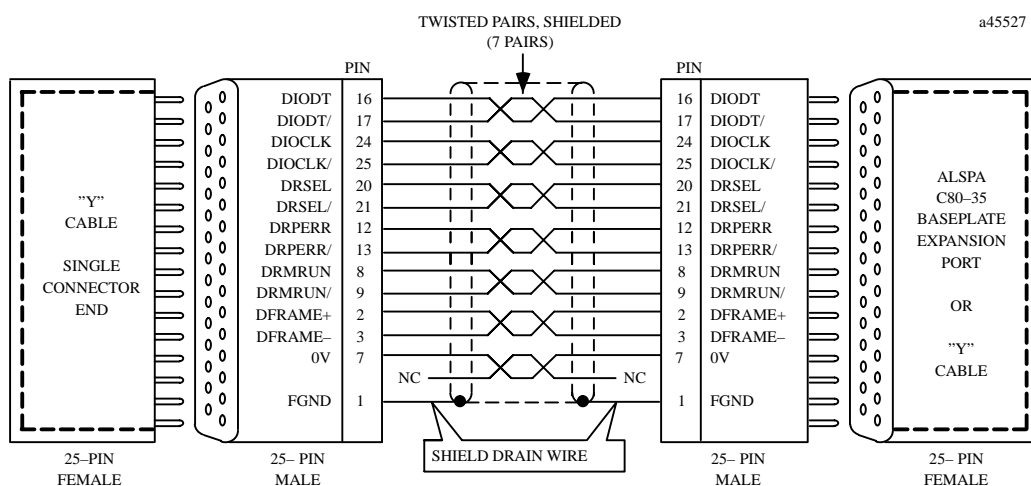 TWISTED PAIRS, SHIELDED
(7 PAIRS)
a45527
PIN
PIN
DIODT 16
DIODT/ 17
DIOCLK 24
DIOCLK/ 25
DRSEL 20
DRSEL/ 21
DRPERR 12
DRPERR/ 13
DRMRUN 8
DRMRUN/ 9
DFRAME+ 2
DFRAME– 3
0V 7
NC
FGND 1
16 DIODT
17 DIODT/
24 DIOCLK
25 DIOCLK/
20 DRSEL
21 DRSEL/
12 DRPERR
13 DRPERR/
8 DRMRUN
9 DRMRUN/
2 DFRAME+
3 DFRAME–
7 0V
NC
1 FGND
”Y”
CABLE
SINGLE
CONNECTOR
END
ALSPA
C80–35
BASEPLATE
EXPANSION
PORT
OR
”Y”
CABLE
SHIELD DRAIN WIRE
25–PIN
FEMALE
25– PIN
MALE
25– PIN
MALE
25– PIN
FEMALE